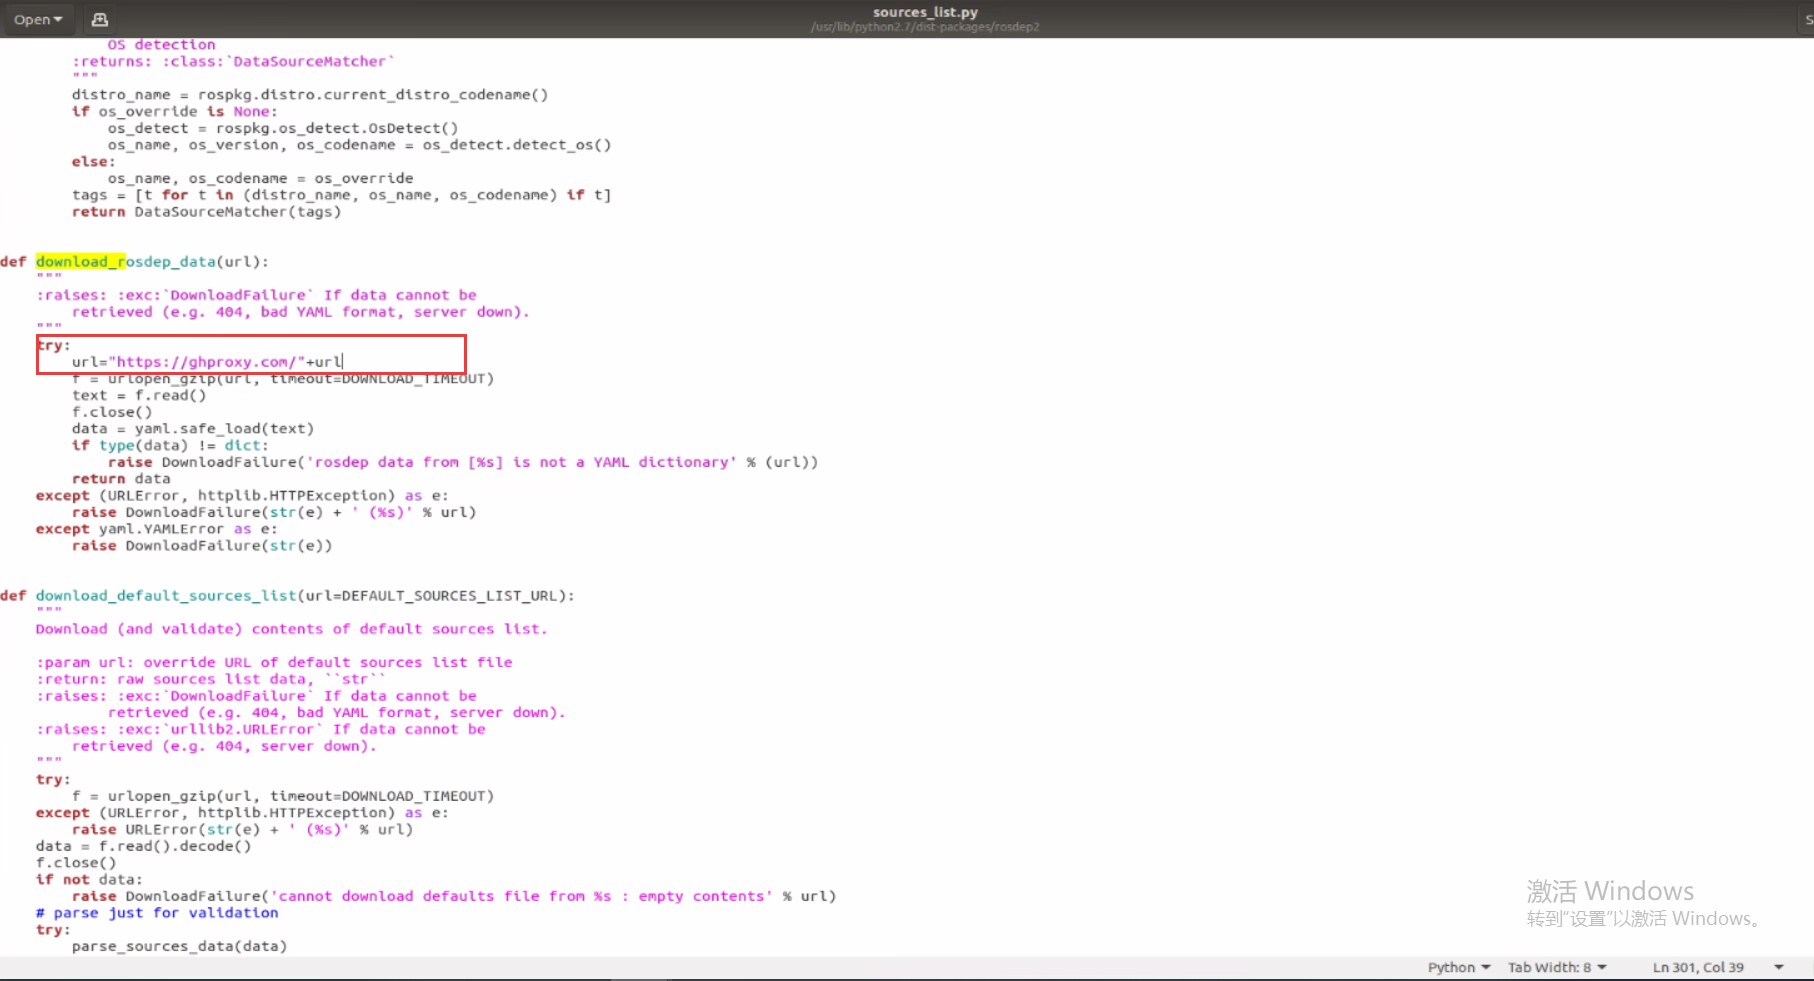 Open
sources_list.py
/usr/lib/python2.7/dist-packages/rosdep2
S
OS detection
:returns: :class:`DataSourceMatcher`
"""
distro_name = rospkg.distro.current_distro_codename()
if os_override is None:
os_detect = rospkg.os_detect.OsDetect()
os_name, os_version, os_codename = os_detect.detect_os()
else:
os_name, os_codename = os_override
tags = [t for t in (distro_name, os_name, os_codename) if t]
return DataSourceMatcher(tags)
def download_rosdep_data(url):
"""
:raises: :exc:`DownloadFailure` If data cannot be
retrieved (e.g. 404, bad YAML format, server down).
"""
try:
url="https://ghproxy.com/"+url
f = urlopen_gzip(url, timeout=DOWNLOAD_TIMEOUT)
text = f.read()
f.close()
data = yaml.safe_load(text)
if type(data) != dict:
raise DownloadFailure('rosdep data from [%s] is not a YAML dictionary' % (url))
return data
except (URLError, httplib.HTTPException) as e:
raise DownloadFailure(str(e) + ' (%s)' % url)
except yaml.YAMLError as e:
raise DownloadFailure(str(e))
def download_default_sources_list(url=DEFAULT_SOURCES_LIST_URL):
"""
Download (and validate) contents of default sources list.
:param url: override URL of default sources list file
:return: raw sources list data, ``str``
:raises: :exc:`DownloadFailure` If data cannot be
retrieved (e.g. 404, bad YAML format, server down).
:raises: :exc:`urllib2.URLError` If data cannot be
retrieved (e.g. 404, server down).
"""
try:
f = urlopen_gzip(url, timeout=DOWNLOAD_TIMEOUT)
except (URLError, httplib.HTTPException) as e:
raise URLError(str(e) + ' (%s)' % url)
data = f.read().decode()
f.close()
if not data:
raise DownloadFailure('cannot download defaults file from %s : empty contents' % url)
# parse just for validation
try:
parse_sources_data(data)
激活 Windows
转到“设置”以激活 Windows。
Python Tab Width: 8 Ln 301, Col 39